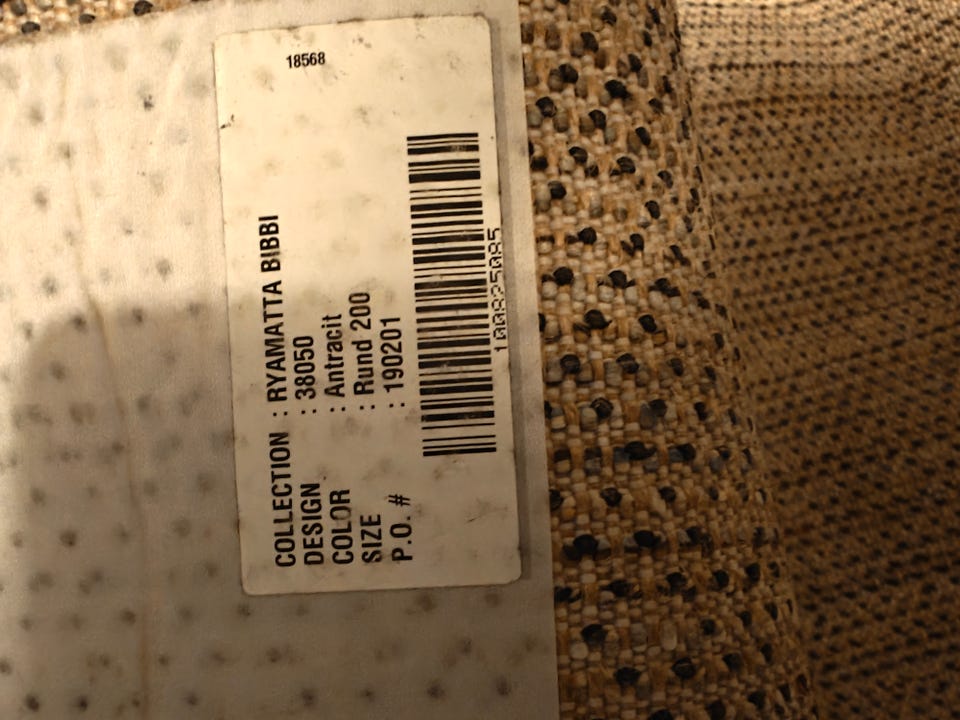 18568
COLLECTION : RYAMATTA BIBBI
DESIGN : 38050
COLOR : Antracit
SIZE : Rund 200
P.O. # : 190201
100825085